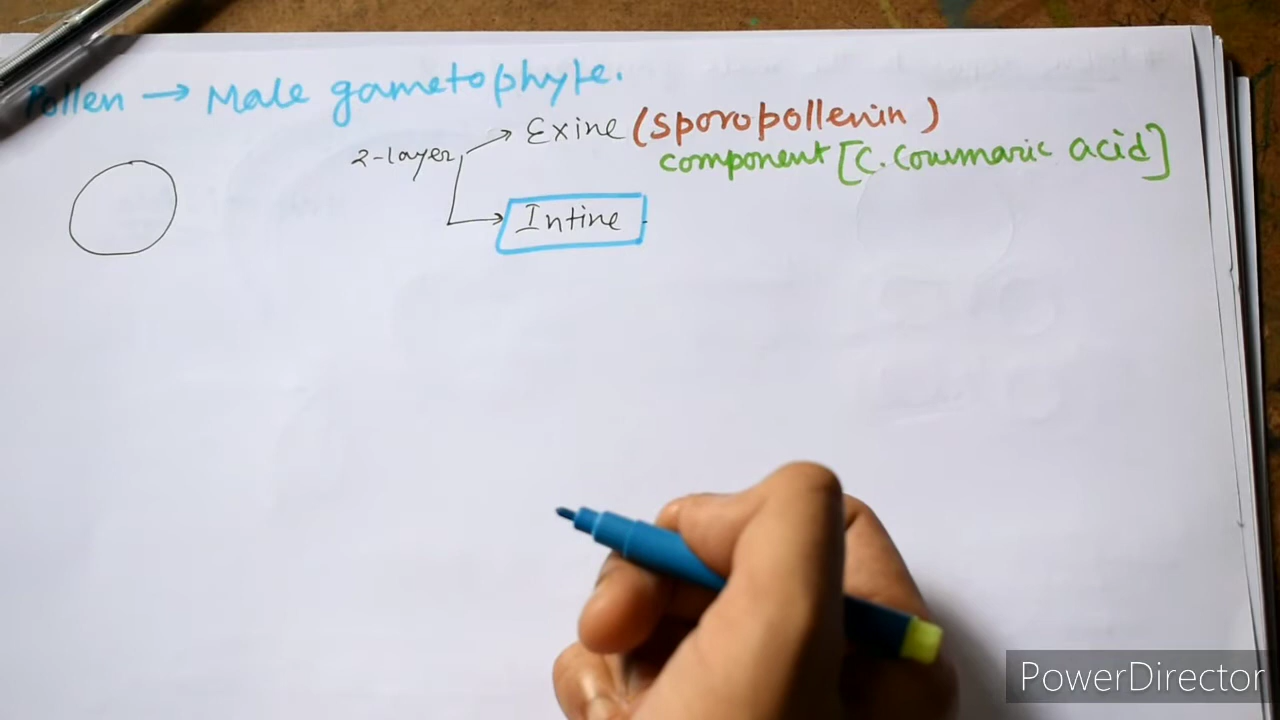 Pollen → Male gametophyte.
2-layer → Exine (sporopollenin)
component [C. Coumaric acid]
→ Intine
PowerDirector